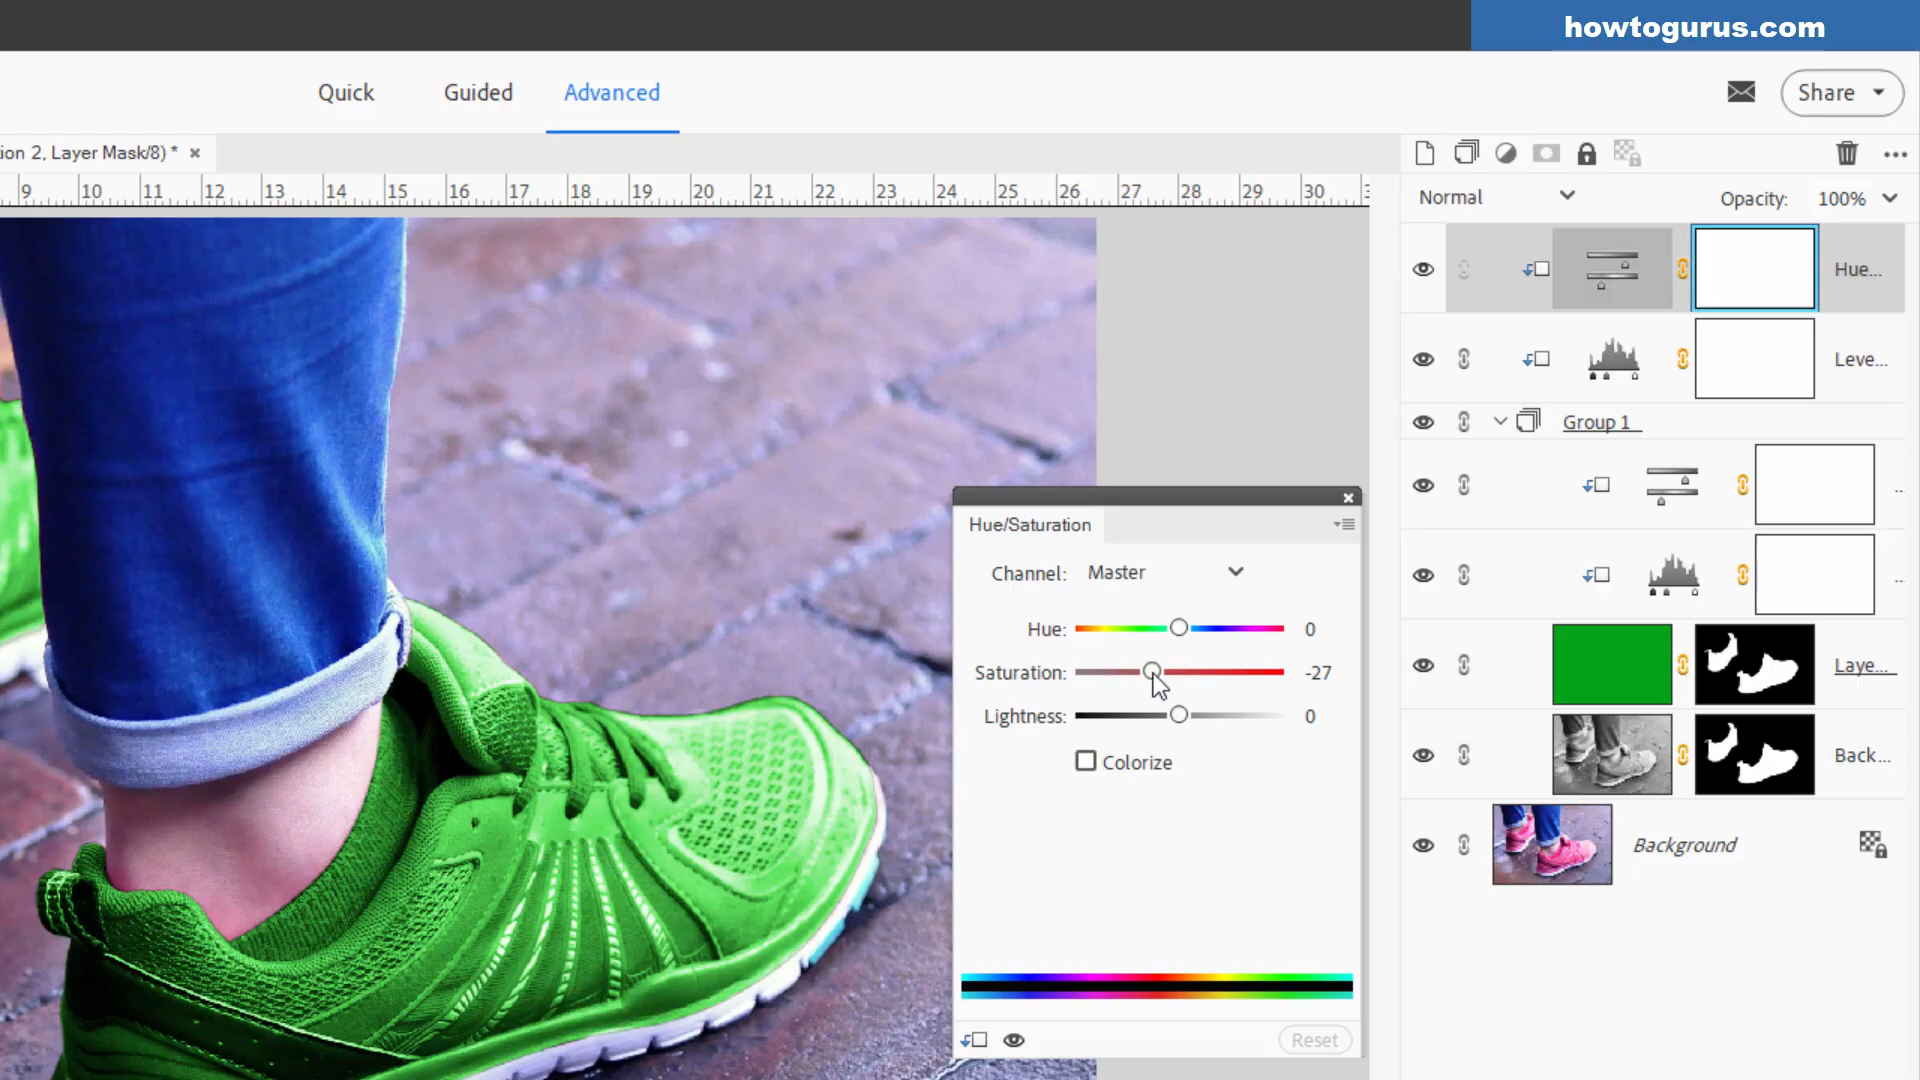 howtogurus.com
Quick Guided Advanced
Share
ion 2, Layer Mask/8) * ×
9 10 11 12 13 14 15 16 17 18 19 20 21 22 23 24 25 26 27 28 29 30
Normal Opacity: 100%
Hue...
Leve...
Group 1
Hue/Saturation
Channel: Master
Hue: 0
Saturation: -27
Lightness: 0
Colorize
Laye...
Back...
Background
Reset